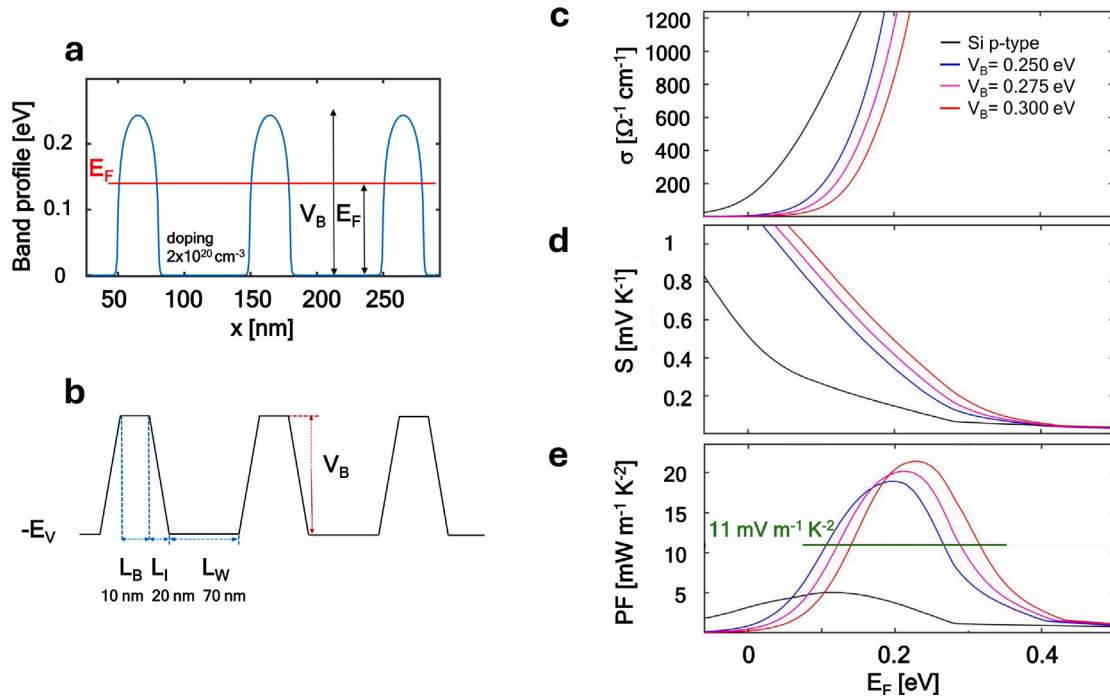 a
Band profile [eV]
0.2
0.1
0
E_F
V_B
E_F
doping
2x10²⁰ cm-³
50
100
150
200
250
x [nm]
b
V_B
-E_V
L_B
L_I
L_W
10 nm
20 nm
70 nm
c
σ [Ω⁻¹ cm⁻¹]
1200
1000
800
600
400
200
Si p-type
V_B= 0.250 eV
V_B= 0.275 eV
V_B= 0.300 eV
d
S [mV K⁻¹]
1
0.8
0.6
0.4
0.2
e
PF [mW m⁻¹ K⁻²]
20
15
10
5
11 mV m⁻¹ K⁻²
0
0.2
0.4
E_F [eV]